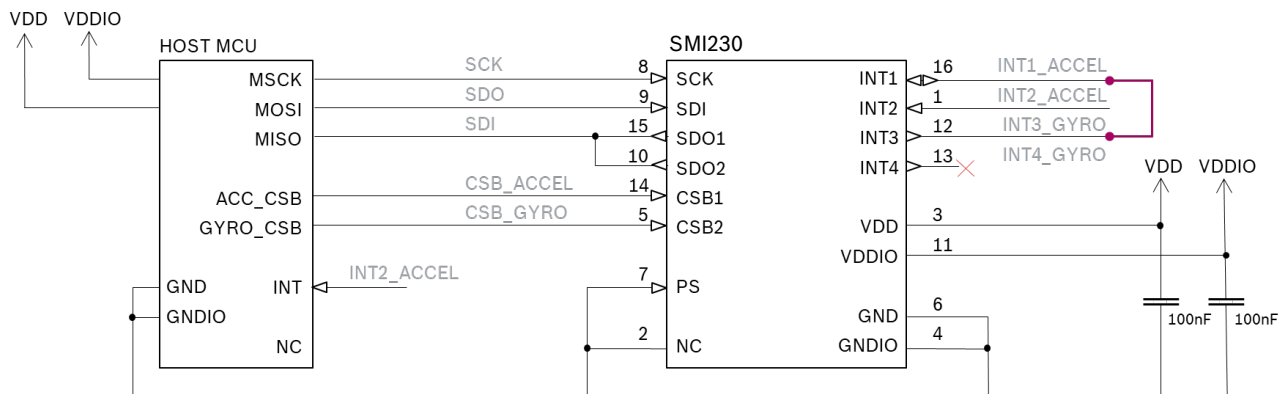 VDD VDDIO
HOST MCU
MSCK
MOSI
MISO
ACC_CSB
GYRO_CSB
GND
INT
GNDIO
NC
SCK
SDO
SDI
CSB_ACCEL
CSB_GYRO
INT2_ACCEL
SMI230
8 SCK
9 SDI
15 SDO1
10 SDO2
14 CSB1
5 CSB2
7 PS
2 NC
INT1 16 INT1_ACCEL
INT2 1 INT2_ACCEL
INT3 12 INT3_GYRO
INT4 13 INT4_GYRO
VDD 3
VDDIO 11
GND 6
GNDIO 4
VDD VDDIO
100nF 100nF